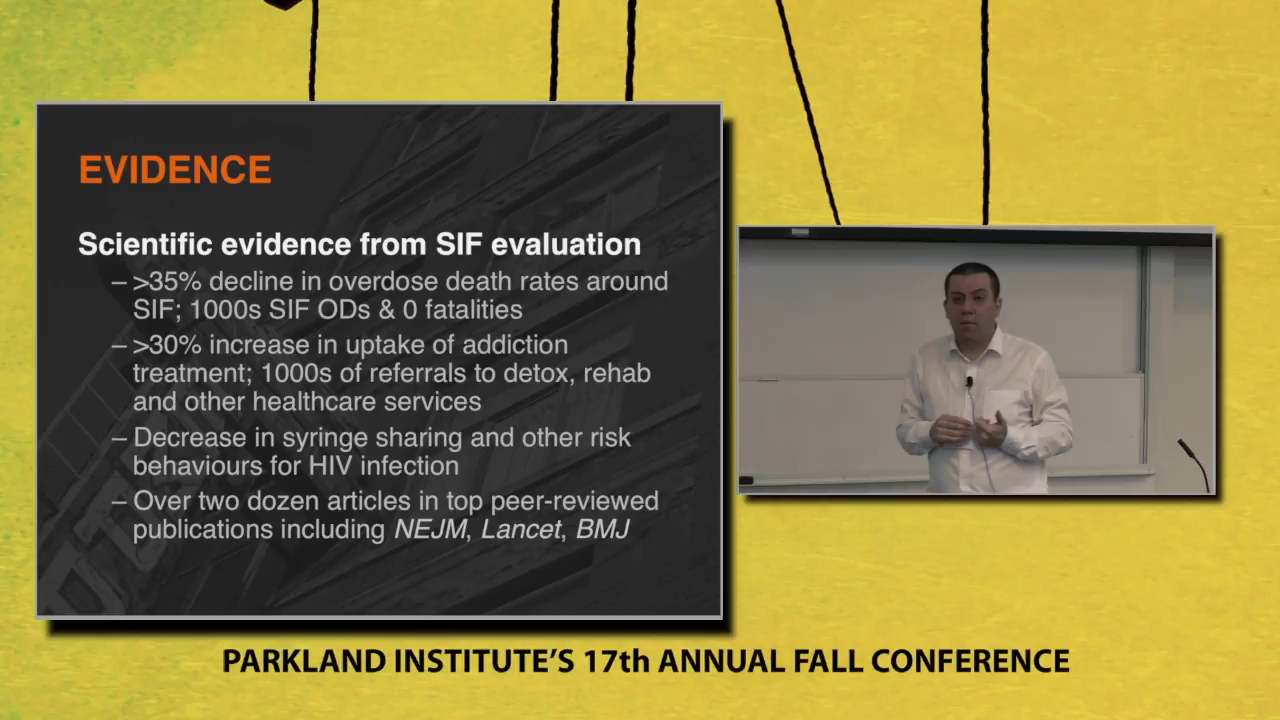 EVIDENCE
Scientific evidence from SIF evaluation
– >35% decline in overdose death rates around
SIF; 1000s SIF ODs & 0 fatalities
– >30% increase in uptake of addiction
treatment; 1000s of referrals to detox, rehab
and other healthcare services
– Decrease in syringe sharing and other risk
behaviours for HIV infection
– Over two dozen articles in top peer-reviewed
publications including NEJM, Lancet, BMJ
PARKLAND INSTITUTE'S 17th ANNUAL FALL CONFERENCE